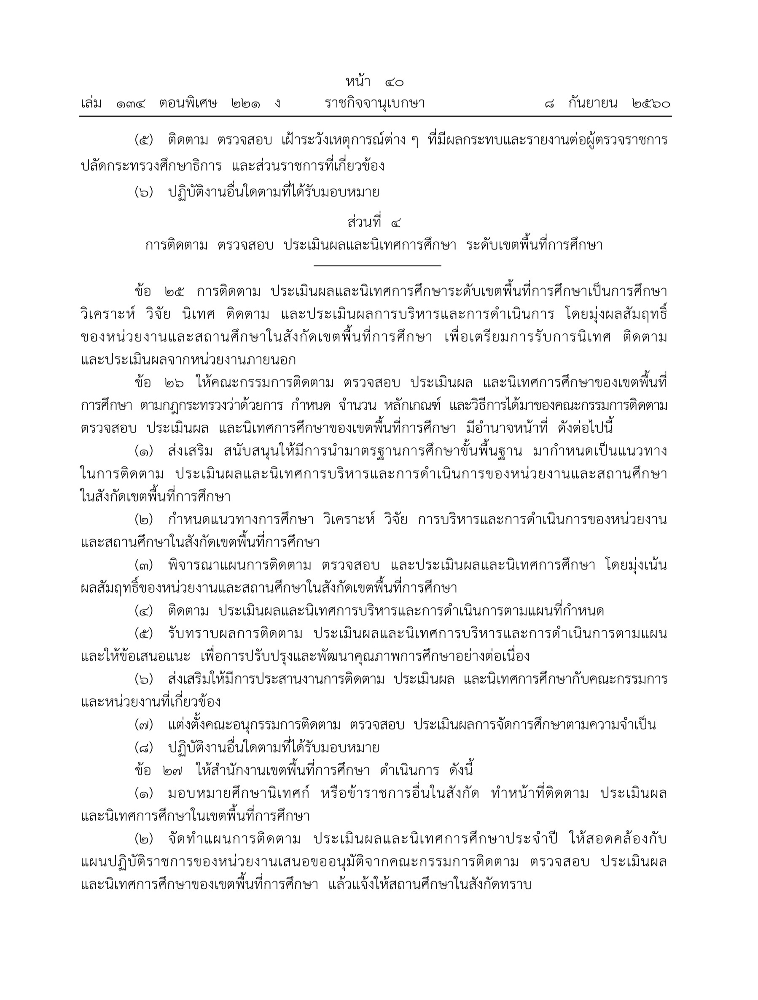 หน้า ๔๐
เล่ม ๑๓๔ ตอนพิเศษ ๒๒๑ ง ราชกิจจานุเบกษา ๘ กันยายน ๒๕๖๐
(๕) ติดตาม ตรวจสอบ เฝ้าระวังเหตุการณ์ต่าง ๆ ที่มีผลกระทบและรายงานต่อผู้ตรวจราชการ
ปลัดกระทรวงศึกษาธิการ และส่วนราชการที่เกี่ยวข้อง
(๖) ปฏิบัติงานอื่นใดตามที่ได้รับมอบหมาย
ส่วนที่ ๔
การติดตาม ตรวจสอบ ประเมินผลและนิเทศการศึกษา ระดับเขตพื้นที่การศึกษา
ข้อ ๒๕ การติดตาม ประเมินผลและนิเทศการศึกษาระดับเขตพื้นที่การศึกษาเป็นการศึกษา
วิเคราะห์ วิจัย นิเทศ ติดตาม และประเมินผลการบริหารและการดำเนินการ โดยมุ่งผลสัมฤทธิ์
ของหน่วยงานและสถานศึกษาในสังกัดเขตพื้นที่การศึกษา เพื่อเตรียมการรับการนิเทศ ติดตาม
และประเมินผลจากหน่วยงานภายนอก
ข้อ ๒๖ ให้คณะกรรมการติดตาม ตรวจสอบ ประเมินผล และนิเทศการศึกษาของเขตพื้นที่
การศึกษา ตามกฎกระทรวงว่าด้วยการ กำหนด จำนวน หลักเกณฑ์ และวิธีการได้มาของคณะกรรมการติดตาม
ตรวจสอบ ประเมินผล และนิเทศการศึกษาของเขตพื้นที่การศึกษา มีอำนาจหน้าที่ ดังต่อไปนี้
(๑) ส่งเสริม สนับสนุนให้มีการนำมาตรฐานการศึกษาขั้นพื้นฐาน มากำหนดเป็นแนวทาง
ในการติดตาม ประเมินผลและนิเทศการบริหารและการดำเนินการของหน่วยงานและสถานศึกษา
ในสังกัดเขตพื้นที่การศึกษา
(๒) กำหนดแนวทางการศึกษา วิเคราะห์ วิจัย การบริหารและการดำเนินการของหน่วยงาน
และสถานศึกษาในสังกัดเขตพื้นที่การศึกษา
(๓) พิจารณาแผนการติดตาม ตรวจสอบ และประเมินผลและนิเทศการศึกษา โดยมุ่งเน้น
ผลสัมฤทธิ์ของหน่วยงานและสถานศึกษาในสังกัดเขตพื้นที่การศึกษา
(๔) ติดตาม ประเมินผลและนิเทศการบริหารและการดำเนินการตามแผนที่กำหนด
(๕) รับทราบผลการติดตาม ประเมินผลและนิเทศการบริหารและการดำเนินการตามแผน
และให้ข้อเสนอแนะ เพื่อการปรับปรุงและพัฒนาคุณภาพการศึกษาอย่างต่อเนื่อง
(๖) ส่งเสริมให้มีการประสานงานการติดตาม ประเมินผล และนิเทศการศึกษากับคณะกรรมการ
และหน่วยงานที่เกี่ยวข้อง
(๗) แต่งตั้งคณะอนุกรรมการติดตาม ตรวจสอบ ประเมินผลการจัดการศึกษาตามความจำเป็น
(๘) ปฏิบัติงานอื่นใดตามที่ได้รับมอบหมาย
ข้อ ๒๗ ให้สำนักงานเขตพื้นที่การศึกษา ดำเนินการ ดังนี้
(๑) มอบหมายศึกษานิเทศก์ หรือข้าราชการอื่นในสังกัด ทำหน้าที่ติดตาม ประเมินผล
และนิเทศการศึกษาในเขตพื้นที่การศึกษา
(๒) จัดทำแผนการติดตาม ประเมินผลและนิเทศการศึกษาประจำปี ให้สอดคล้องกับ
แผนปฏิบัติราชการของหน่วยงานเสนอขออนุมัติจากคณะกรรมการติดตาม ตรวจสอบ ประเมินผล
และนิเทศการศึกษาของเขตพื้นที่การศึกษา แล้วแจ้งให้สถานศึกษาในสังกัดทราบ